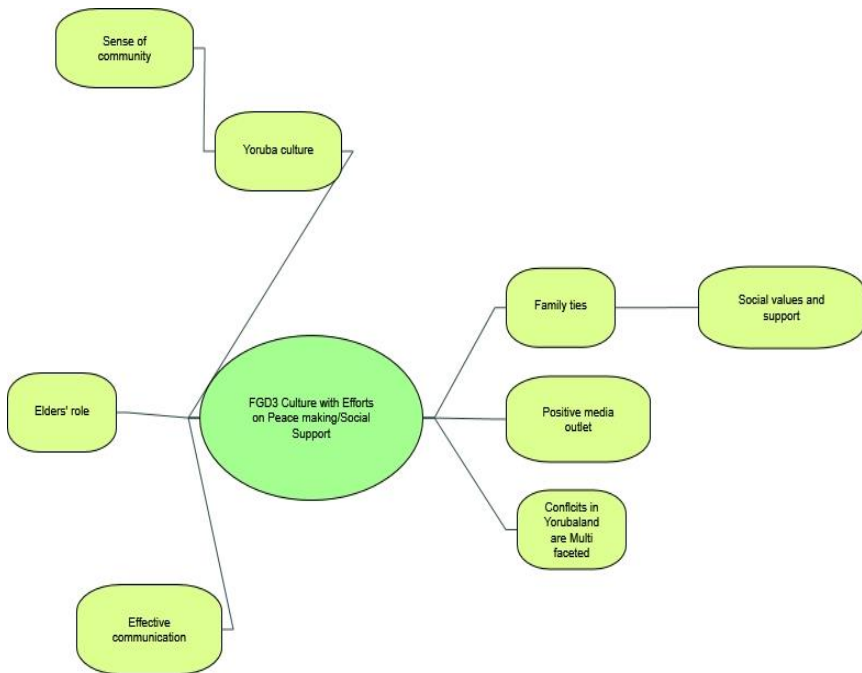 Sense of
community
Yoruba culture
Family ties
Social values and
support
FGD3 Culture with Efforts
on Peace making/Social
Support
Elders' role
Positive media
outlet
Conflcits in
Yorubaland
are Multi
faceted
Effective
communication